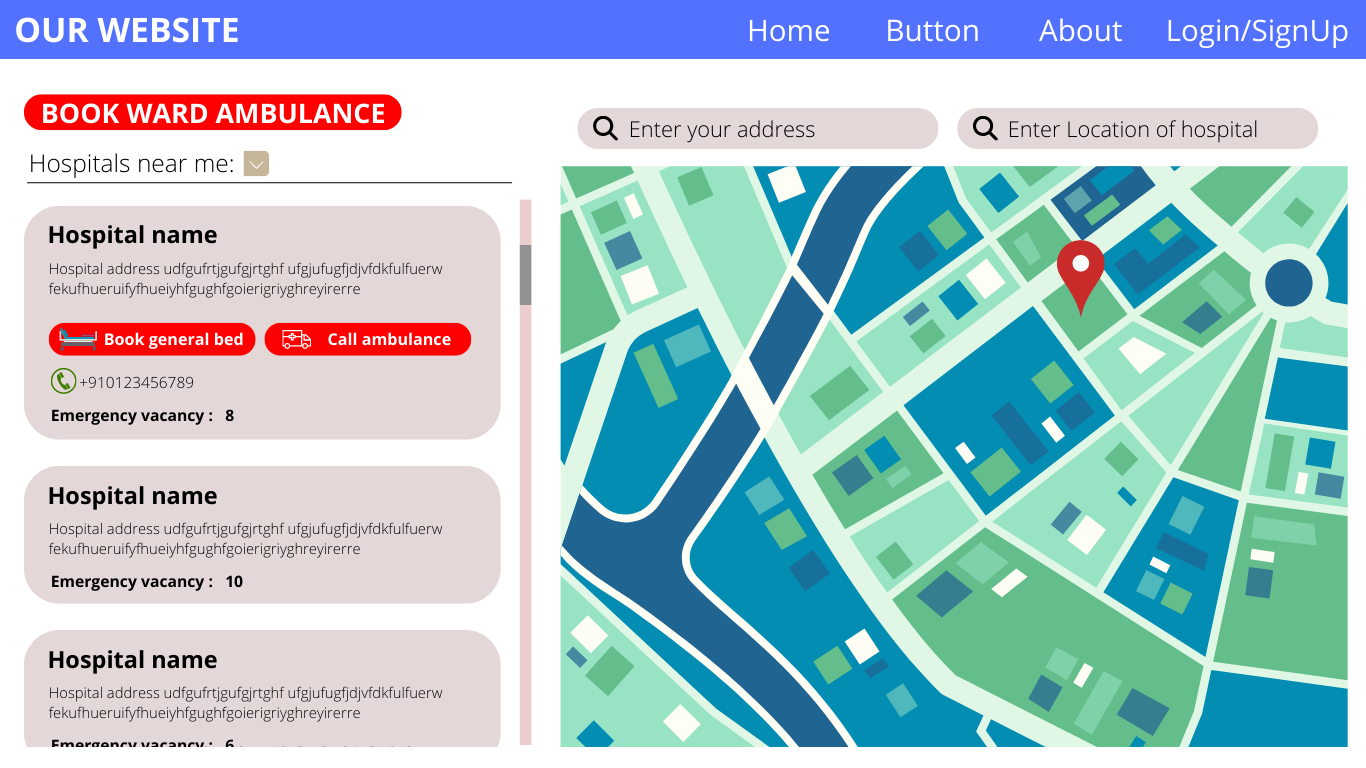 OUR WEBSITE
Home Button About Login/SignUp
BOOK WARD AMBULANCE
Hospitals near me:
Enter your address
Enter Location of hospital
Hospital name
Hospital address udfgufrtjgufgjrtghf ufgjufugfjdjvfdkfulfuerw
fekufhueruifyfhueiyhfgughfgoierigriyghreyirerre
Book general bed
Call ambulance
+910123456789
Emergency vacancy : 8
Hospital name
Hospital address udfgufrtjgufgjrtghf ufgjufugfjdjvfdkfulfuerw
fekufhueruifyfhueiyhfgughfgoierigriyghreyirerre
Emergency vacancy : 10
Hospital name
Hospital address udfgufrtjgufgjrtghf ufgjufugfjdjvfdkfulfuerw
fekufhueruifyfhueiyhfgughfgoierigriyghreyirerre
Emergency vacancy : 6